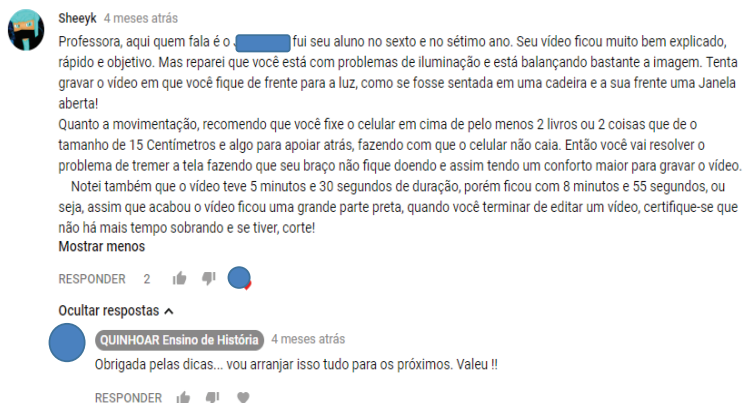 Sheeyk 4 meses atrás
Professora, aqui quem fala é o fui seu aluno no sexto e no sétimo ano. Seu vídeo ficou muito bem explicado,
rápido e objetivo. Mas reparei que você está com problemas de iluminação e está balançando bastante a imagem. Tenta
gravar o vídeo em que você fique de frente para a luz, como se fosse sentada em uma cadeira e a sua frente uma Janela
aberta!
Quanto a movimentação, recomendo que você fixe o celular em cima de pelo menos 2 livros ou 2 coisas que de o
tamanho de 15 Centímetros e algo para apoiar atrás, fazendo com que o celular não caia. Então você vai resolver o
problema de tremer a tela fazendo que seu braço não fique doendo e assim tendo um conforto maior para gravar o vídeo.
Notei também que o vídeo teve 5 minutos e 30 segundos de duração, porém ficou com 8 minutos e 55 segundos, ou
seja, assim que acabou o vídeo ficou uma grande parte preta, quando você terminar de editar um vídeo, certifique-se que
não há mais tempo sobrando e se tiver, corte!
Mostrar menos
RESPONDER 2
Ocultar respostas
QUINHOAR Ensino de História 4 meses atrás
Obrigada pelas dicas... vou arranjar isso tudo para os próximos. Valeu !!
RESPONDER